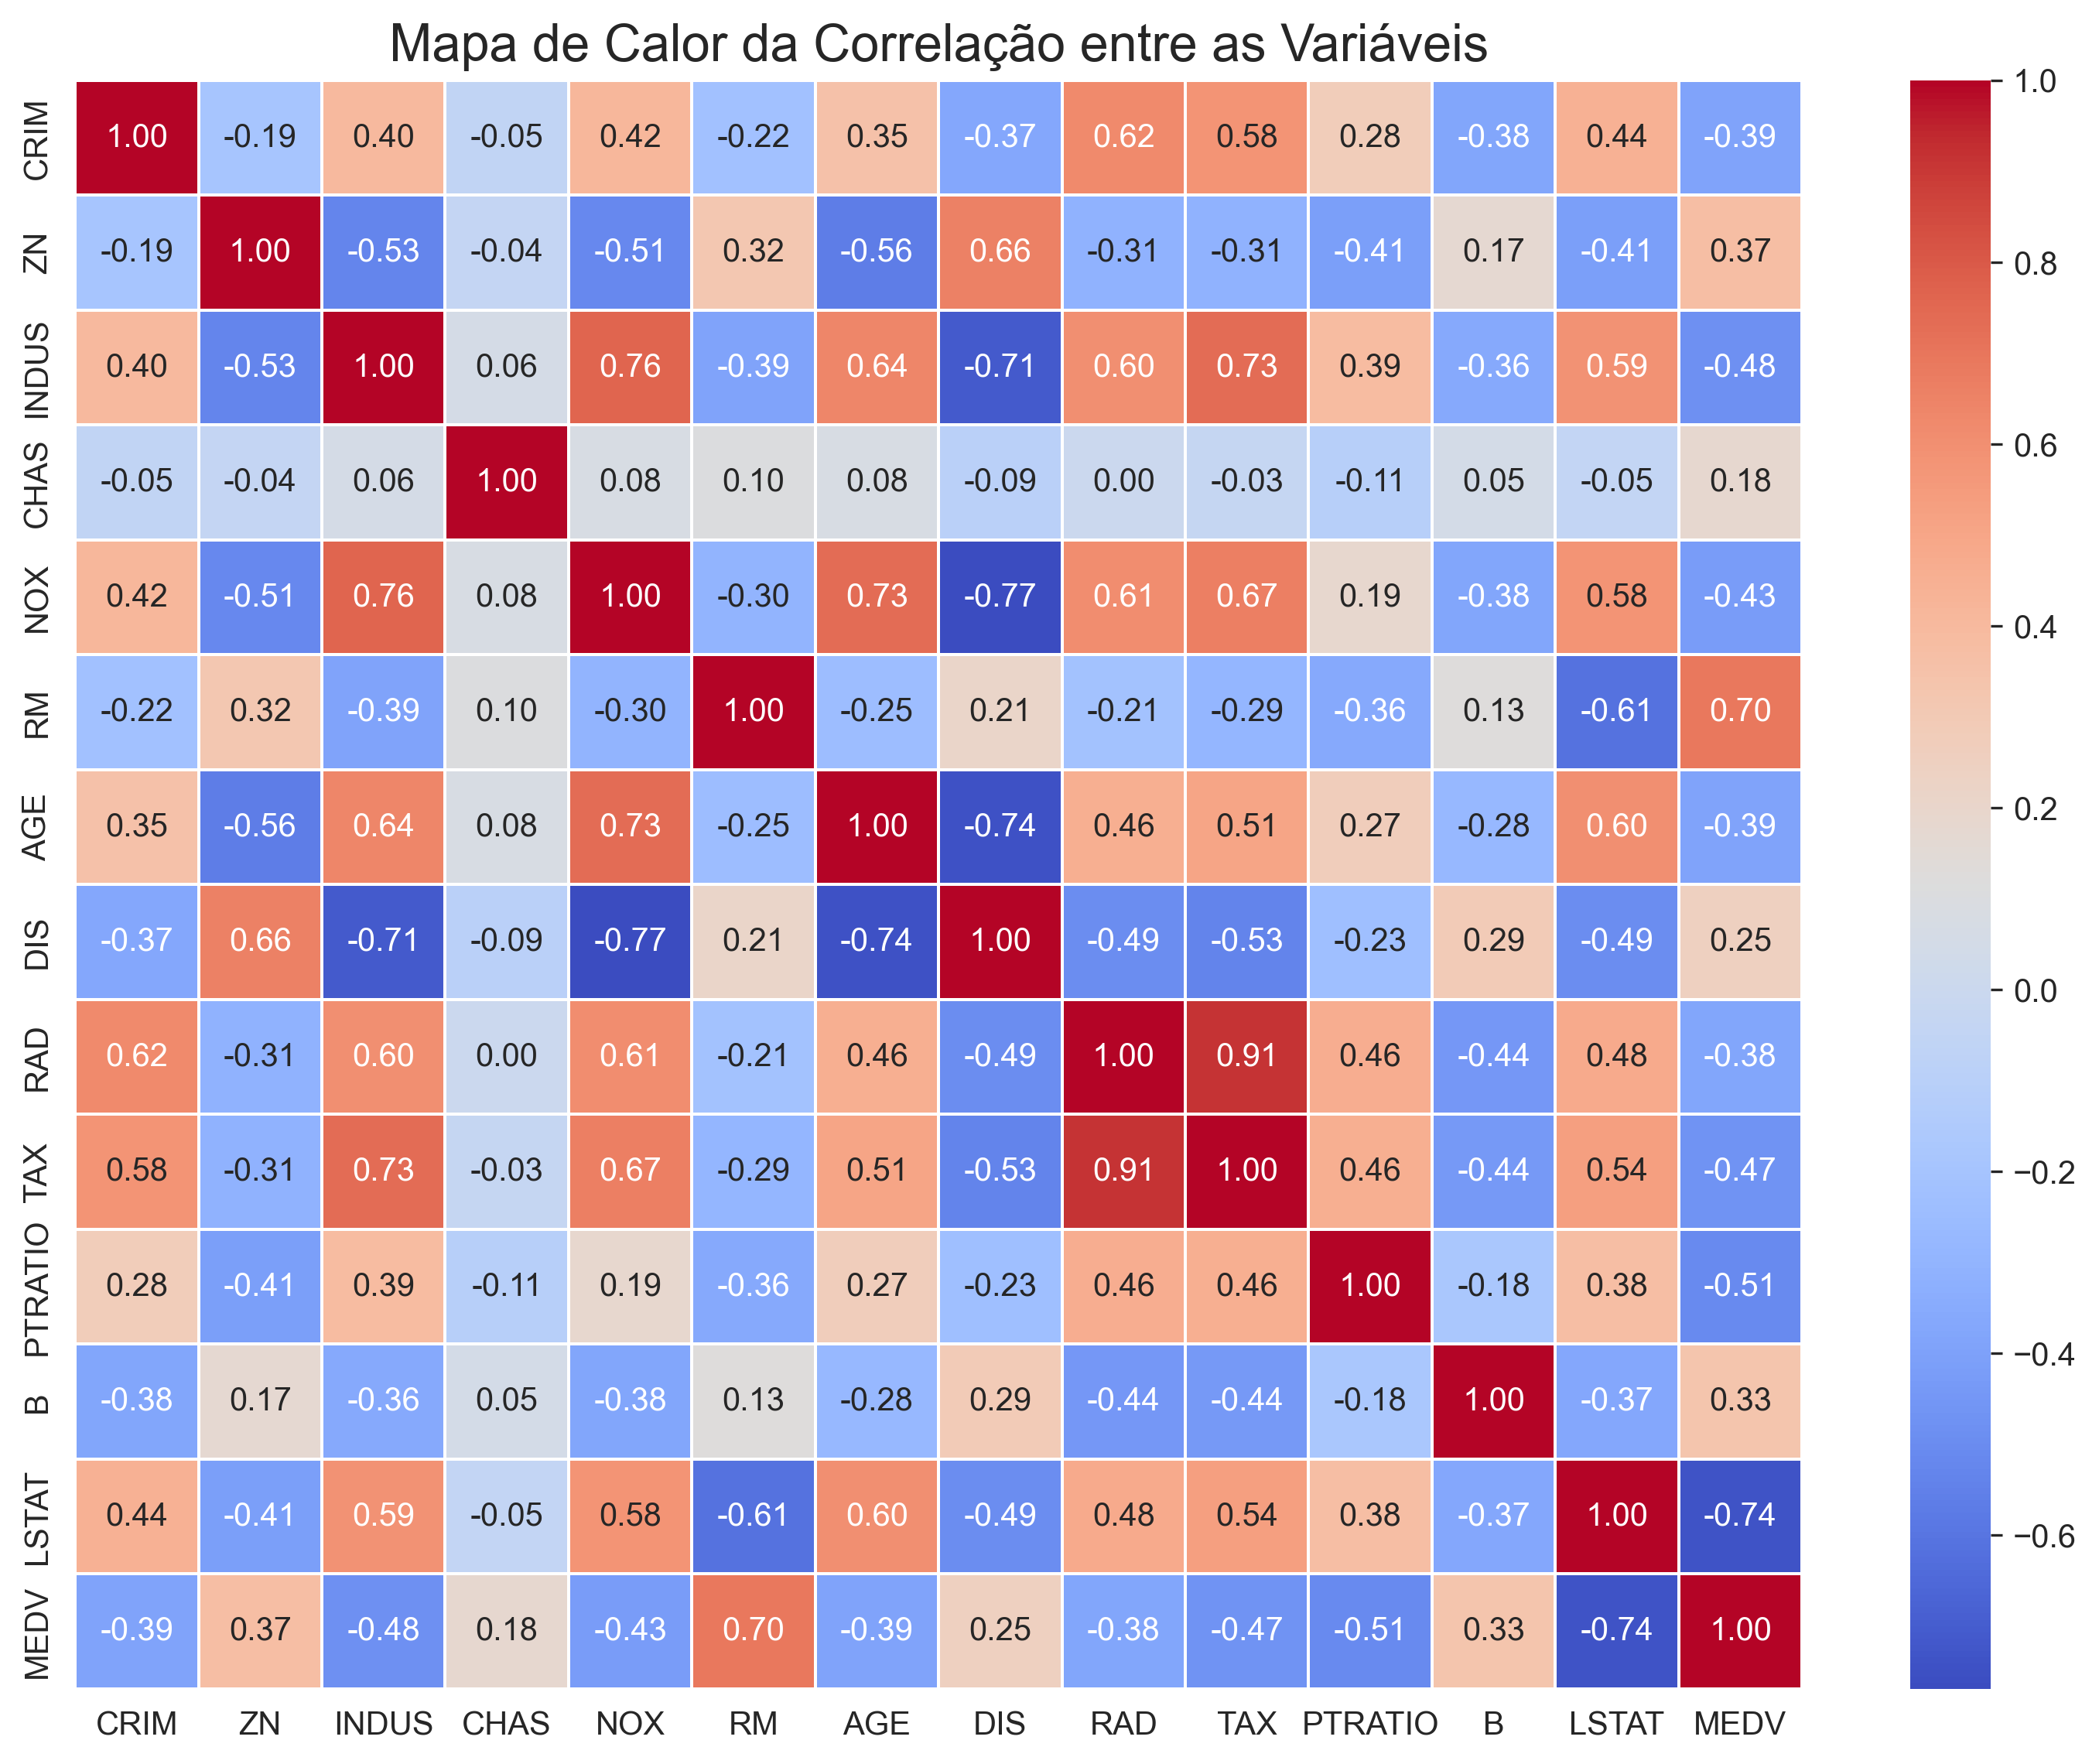 Mapa de Calor da Correlação entre as Variáveis
CRIM 1.00 -0.19 0.40 -0.05 0.42 -0.22 0.35 -0.37 0.62 0.58 0.28 -0.38 0.44 -0.39
ZN -0.19 1.00 -0.53 -0.04 -0.51 0.32 -0.56 0.66 -0.31 -0.31 -0.41 0.17 -0.41 0.37
INDUS 0.40 -0.53 1.00 0.06 0.76 -0.39 0.64 -0.71 0.60 0.73 0.39 -0.36 0.59 -0.48
CHAS -0.05 -0.04 0.06 1.00 0.08 0.10 0.08 -0.09 0.00 -0.03 -0.11 0.05 -0.05 0.18
NOX 0.42 -0.51 0.76 0.08 1.00 -0.30 0.73 -0.77 0.61 0.67 0.19 -0.38 0.58 -0.43
RM -0.22 0.32 -0.39 0.10 -0.30 1.00 -0.25 0.21 -0.21 -0.29 -0.36 0.13 -0.61 0.70
AGE 0.35 -0.56 0.64 0.08 0.73 -0.25 1.00 -0.74 0.46 0.51 0.27 -0.28 0.60 -0.39
DIS -0.37 0.66 -0.71 -0.09 -0.77 0.21 -0.74 1.00 -0.49 -0.53 -0.23 0.29 -0.49 0.25
RAD 0.62 -0.31 0.60 0.00 0.61 -0.21 0.46 -0.49 1.00 0.91 0.46 -0.44 0.48 -0.38
TAX 0.58 -0.31 0.73 -0.03 0.67 -0.29 0.51 -0.53 0.91 1.00 0.46 -0.44 0.54 -0.47
PTRATIO 0.28 -0.41 0.39 -0.11 0.19 -0.36 0.27 -0.23 0.46 0.46 1.00 -0.18 0.38 -0.51
B -0.38 0.17 -0.36 0.05 -0.38 0.13 -0.28 0.29 -0.44 -0.44 -0.18 1.00 -0.37 0.33
LSTAT 0.44 -0.41 0.59 -0.05 0.58 -0.61 0.60 -0.49 0.48 0.54 0.38 -0.37 1.00 -0.74
MEDV -0.39 0.37 -0.48 0.18 -0.43 0.70 -0.39 0.25 -0.38 -0.47 -0.51 0.33 -0.74 1.00
CRIM ZN INDUS CHAS NOX RM AGE DIS RAD TAX PTRATIO B LSTAT MEDV
1.0
0.8
0.6
0.4
0.2
0.0
−0.2
−0.4
−0.6